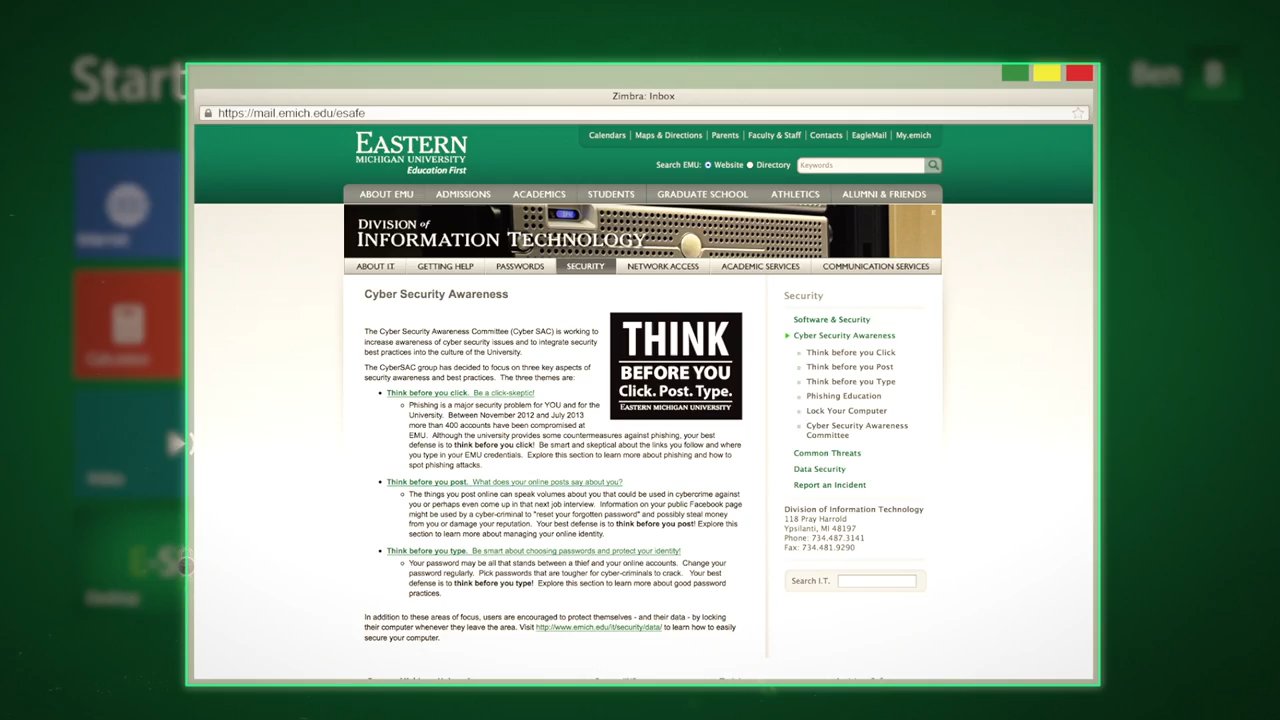 Start
Ben
Zimbra: Inbox
https://mail.emich.edu/esafe
EASTERN
MICHIGAN UNIVERSITY
Education First
Calendars | Maps & Directions | Parents | Faculty & Staff | Contacts | EagleMail | My.emich
Search EMU: Website Directory Keywords
ABOUT EMU ADMISSIONS ACADEMICS STUDENTS GRADUATE SCHOOL ATHLETICS ALUMNI & FRIENDS
DIVISION of
INFORMATION TECHNOLOGY
ABOUT I.T. GETTING HELP PASSWORDS SECURITY NETWORK ACCESS ACADEMIC SERVICES COMMUNICATION SERVICES
Cyber Security Awareness
The Cyber Security Awareness Committee (Cyber SAC) is working to
increase awareness of cyber security issues and to integrate security
best practices into the culture of the University.
The CyberSAC group has decided to focus on three key aspects of
security awareness and best practices. The three themes are:
THINK
BEFORE YOU
Click. Post. Type.
EASTERN MICHIGAN UNIVERSITY
Think before you click. Be a click-skeptic!
Phishing is a major security problem for YOU and for the
University. Between November 2012 and July 2013
more than 400 accounts have been compromised at
EMU. Although the university provides some countermeasures against phishing, your best
defense is to think before you click! Be smart and skeptical about the links you follow and where
you type in your EMU credentials. Explore this section to learn more about phishing and how to
spot phishing attacks.
Think before you post. What does your online posts say about you?
The things you post online can speak volumes about you that could be used in cybercrime against
you or perhaps even come up in that next job interview. Information on your public Facebook page
might be used by a cyber-criminal to "reset your forgotten password" and possibly steal money
from you or damage your reputation. Your best defense is to think before you post! Explore this
section to learn more about managing your online identity.
Think before you type. Be smart about choosing passwords and protect your identity!
Your password may be all that stands between a thief and your online accounts. Change your
password regularly. Pick passwords that are tougher for cyber-criminals to crack. Your best
defense is to think before you type! Explore this section to learn more about good password
practices.
In addition to these areas of focus, users are encouraged to protect themselves - and their data - by locking
their computer whenever they leave the area. Visit http://www.emich.edu/it/security/data/ to learn how to easily
secure your computer.
Security
Software & Security
Cyber Security Awareness
Think before you Click
Think before you Post
Think before you Type
Phishing Education
Lock Your Computer
Cyber Security Awareness
Committee
Common Threats
Data Security
Report an Incident
Division of Information Technology
118 Pray Harrold
Ypsilanti, MI 48197
Phone: 734.487.3141
Fax: 734.481.9290
Search I.T.
Internet